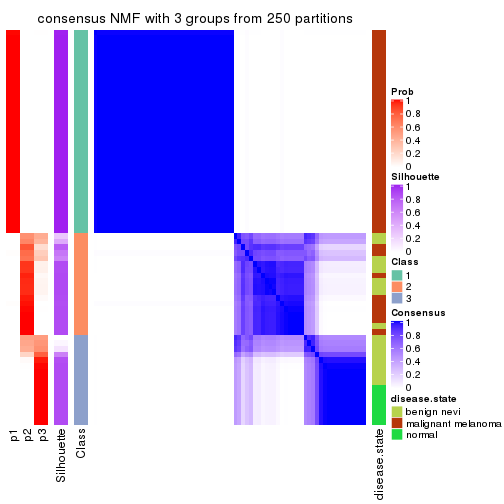 consensus NMF with 3 groups from 250 partitions
Prob
1
0.8
0.6
0.4
0.2
0
Silhouette
1
0.8
0.6
0.4
0.2
0
Class
1
2
3
Consensus
1
0.8
0.6
0.4
0.2
0
disease.state
benign nevi
malignant melanoma
normal
p1
p2
p3
Silhouette
Class
disease.state